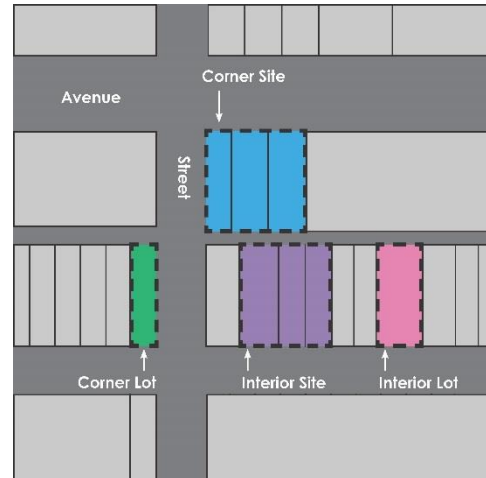 Corner Site
Avenue
Street
Corner Lot
Interior Site
Interior Lot